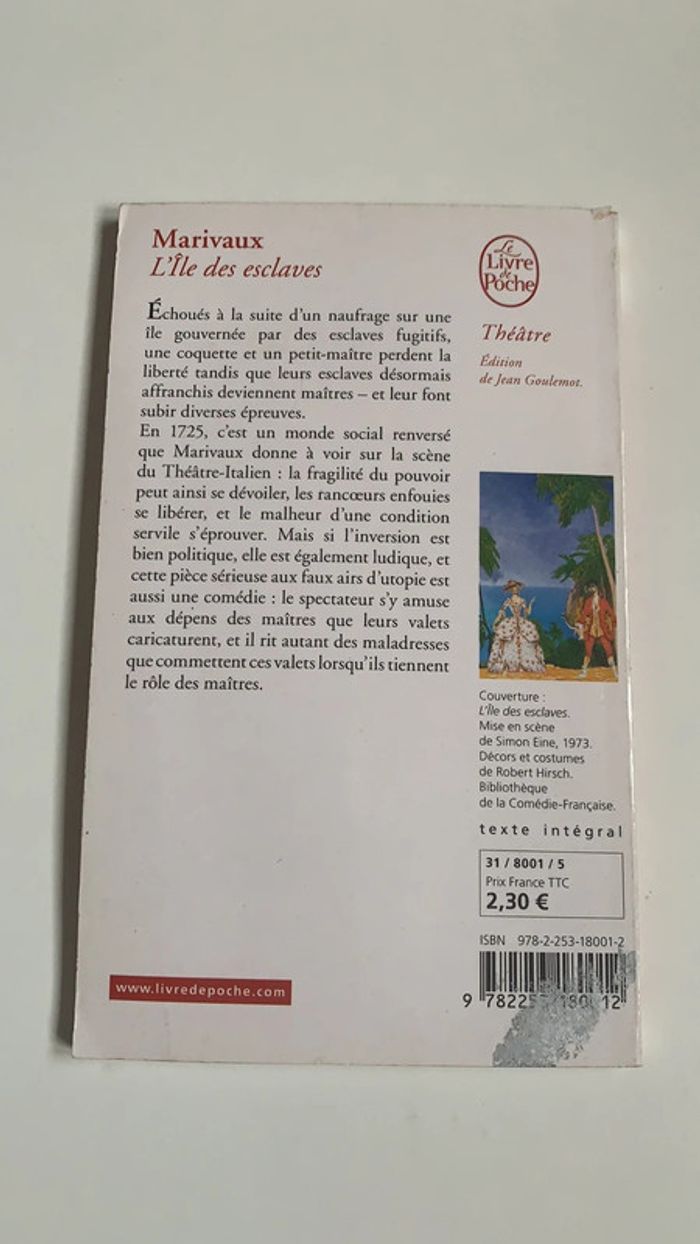 Marivaux
L'Île des esclaves
Échoués à la suite d'un naufrage sur une
île gouvernée par des esclaves fugitifs,
une coquette et un petit-maître perdent la
liberté tandis que leurs esclaves désormais
affranchis deviennent maîtres – et leur font
subir diverses épreuves.
En 1725, c'est un monde social renversé
que Marivaux donne à voir sur la scène
du Théâtre-Italien : la fragilité du pouvoir
peut ainsi se dévoiler, les rancœurs enfouies
se libérer, et le malheur d'une condition
servile s'éprouver. Mais si l'inversion est
bien politique, elle est également ludique, et
cette pièce sérieuse aux faux airs d'utopie est
aussi une comédie : le spectateur s'y amuse
aux dépens des maîtres que leurs valets
caricaturent, et il rit autant des maladresses
que commettent ces valets lorsqu'ils tiennent
le rôle des maîtres.
www.livredepoche.com
Le
Livre
de
Poche
Théâtre
Édition
de Jean Goulemot.
Couverture :
L'Île des esclaves.
Mise en scène
de Simon Eine, 1973.
Décors et costumes
de Robert Hirsch.
Bibliothèque
de la Comédie-Française.
texte intégral
31 / 8001 / 5
Prix France TTC
2,30 €
ISBN 978-2-253-18001-2
9